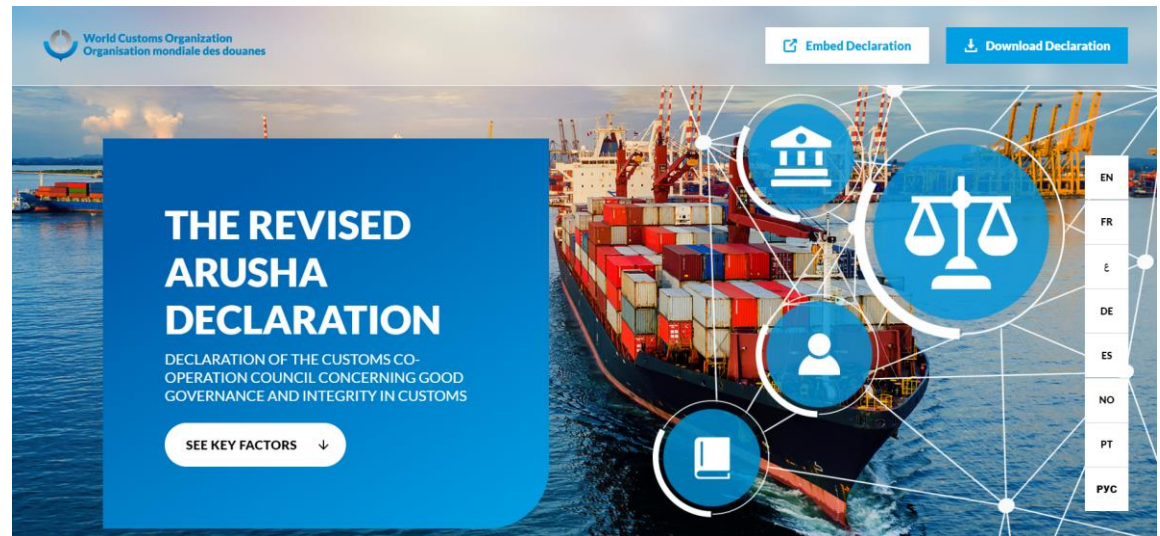 World Customs Organization
Organisation mondiale des douanes
Embed Declaration
Download Declaration
THE REVISED
ARUSHA
DECLARATION
DECLARATION OF THE CUSTOMS CO-
OPERATION COUNCIL CONCERNING GOOD
GOVERNANCE AND INTEGRITY IN CUSTOMS
SEE KEY FACTORS
EN
FR
ع
DE
ES
NO
PT
РУС